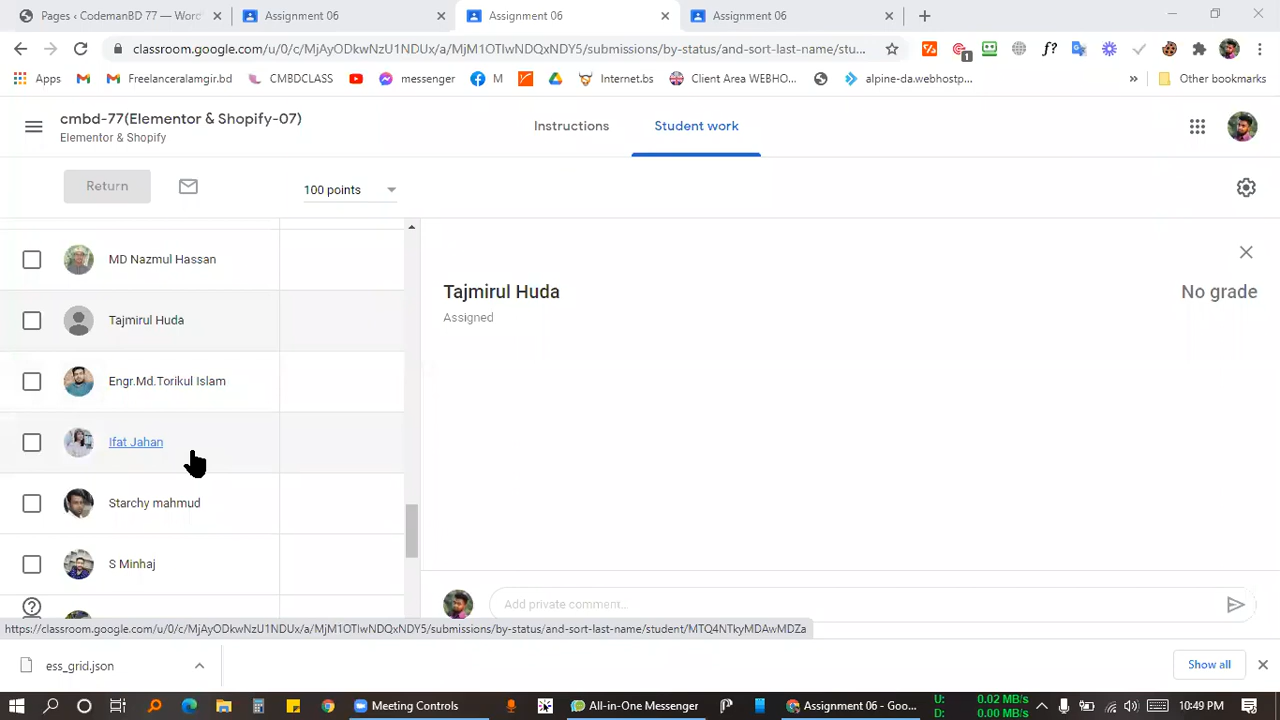 Pages ‹ CodemanBD 77 — Word
Assignment 06
Assignment 06
Assignment 06
classroom.google.com/u/0/c/MjAyODkwNzU1NDUx/a/MjM1OTIwNDQxNDY5/submissions/by-status/and-sort-last-name/stu...
1
f?
Apps
Freelanceralamgir.bd
CMBDCLASS
messenger
M
Internet.bs
Client Area WEBHO...
alpine-da.webhostp...
»
Other bookmarks
cmbd-77(Elementor & Shopify-07)
Elementor & Shopify
Instructions
Student work
Return
100 points
MD Nazmul Hassan
Tajmirul Huda
Engr.Md.Torikul Islam
Ifat Jahan
Starchy mahmud
S Minhaj
Tajmirul Huda
Assigned
No grade
Add private comment...
https://classroom.google.com/u/0/c/MjAyODkwNzU1NDUx/a/MjM1OTIwNDQxNDY5/submissions/by-status/and-sort-last-name/student/MTQ4NTkyMDAwMDZa
ess_grid.json
Show all
Meeting Controls
All-in-One Messenger
Assignment 06 - Goo...
U: 0.02 MB/s
D: 0.00 MB/s
10:49 PM